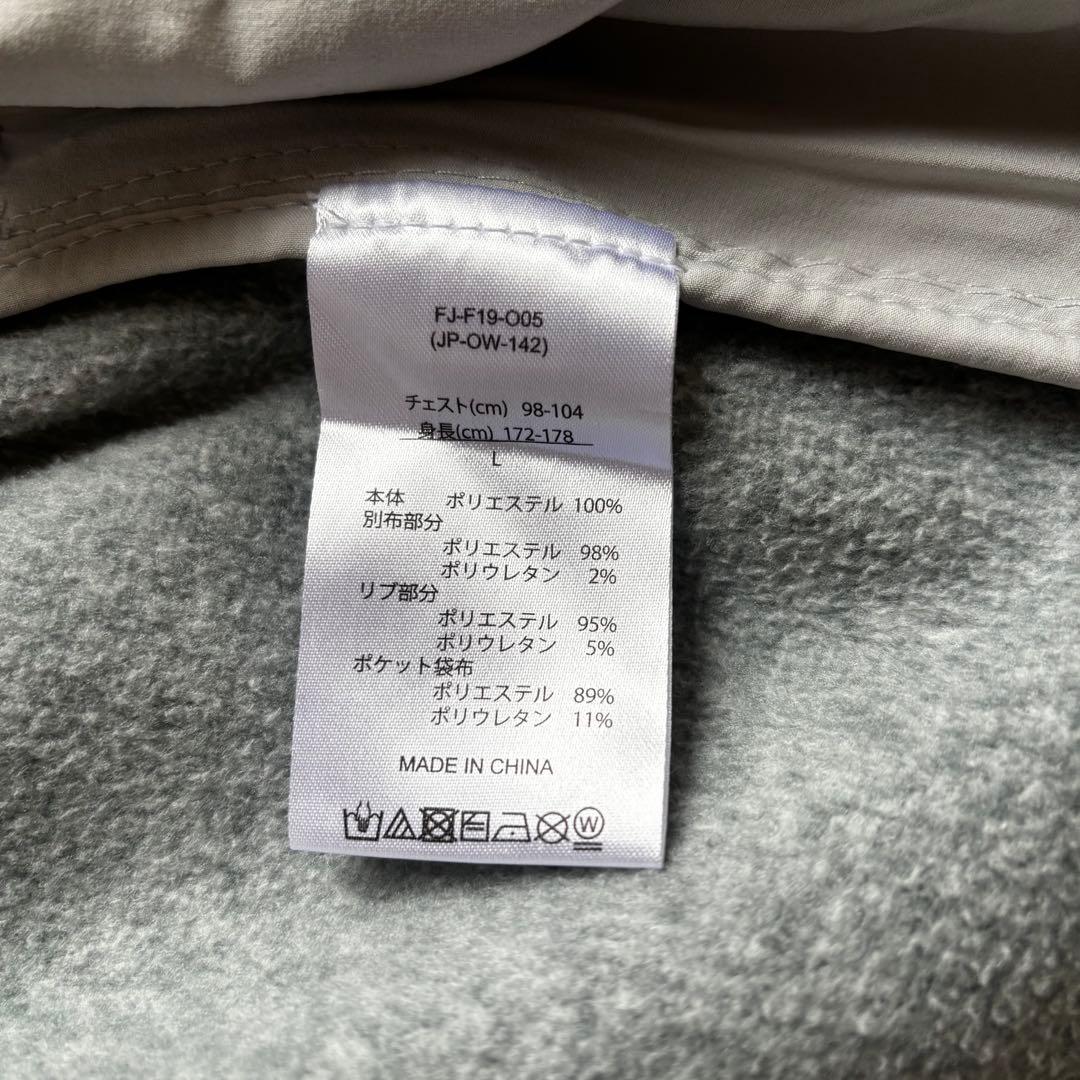 FJ-F19-O05
(JP-OW-142)
チェスト(cm) 98-104
身長(cm) 172-178
L
本体 ポリエステル 100%
別布部分
ポリエステル 98%
ポリウレタン 2%
リブ部分
ポリエステル 95%
ポリウレタン 5%
ポケット袋布
ポリエステル 89%
ポリウレタン 11%
MADE IN CHINA
W